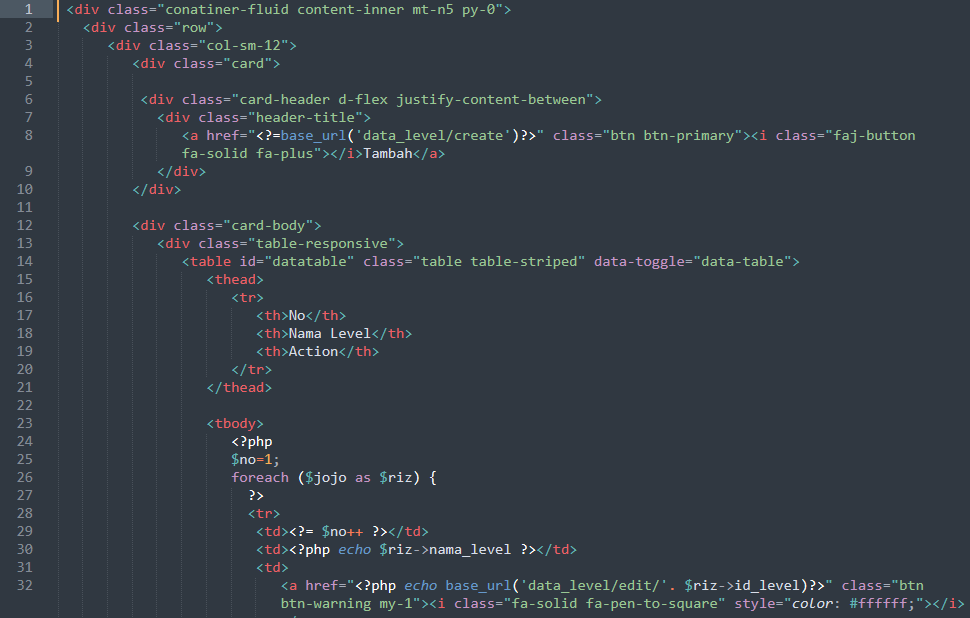 1 <div class="conatiner-fluid content-inner mt-n5 py-0">
2 <div class="row">
3 <div class="col-sm-12">
4 <div class="card">
5
6 <div class="card-header d-flex justify-content-between">
7 <div class="header-title">
8 <a href="<?=base_url('data_level/create')?>" class="btn btn-primary"><i class="faj-button
fa-solid fa-plus"></i>Tambah</a>
9 </div>
10 </div>
11
12 <div class="card-body">
13 <div class="table-responsive">
14 <table id="datatable" class="table table-striped" data-toggle="data-table">
15 <thead>
16 <tr>
17 <th>No</th>
18 <th>Nama Level</th>
19 <th>Action</th>
20 </tr>
21 </thead>
22
23 <tbody>
24 <?php
25 $no=1;
26 foreach ($jojo as $riz) {
27 ?>
28 <tr>
29 <td><?= $no++ ?></td>
30 <td><?php echo $riz->nama_level ?></td>
31 <td>
32 <a href="<?php echo base_url('data_level/edit/'. $riz->id_level)?>" class="btn
btn-warning my-1"><i class="fa-solid fa-pen-to-square" style="color: #ffffff;"></i>